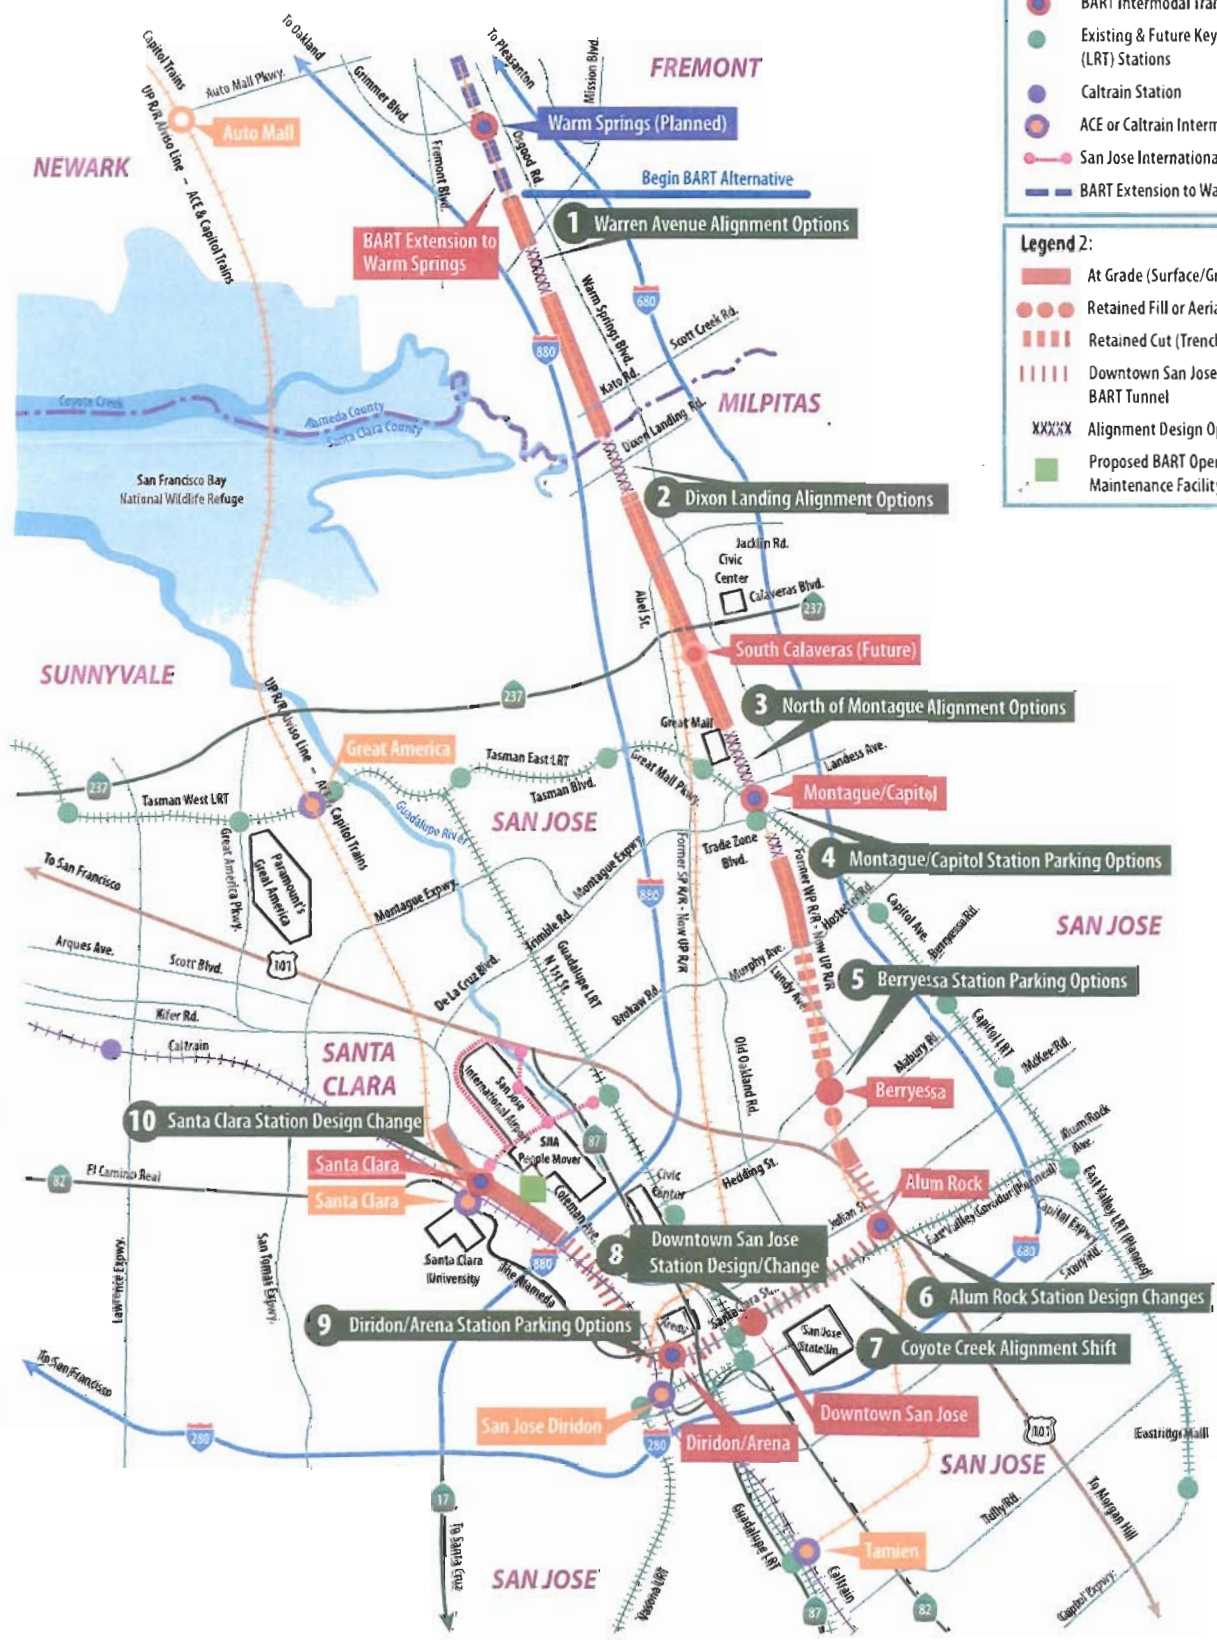 BART Intermodal Tran
Existing & Future Key
(LRT) Stations
Caltrain Station
ACE or Caltrain Interm
San Jose Internationa
BART Extension to Wa
Legend 2:
At Grade (Surface/Gr
Retained Fill or Aeria
Retained Cut (Trench
Downtown San Jose
BART Tunnel
XXXXX Alignment Design Op
Proposed BART Oper
Maintenance Facility
Capitol Trains
To Oakland
To Pleasanton
Mission Blvd.
FREMONT
Auto Mall Pkwy.
Grimmer Blvd.
Auto Mall
Warm Springs (Planned)
Osgood Rd.
Fremont Blvd.
NEWARK
UP R/R Alviso Line – ACE & Capitol Trains
Begin BART Alternative
1 Warren Avenue Alignment Options
BART Extension to
Warm Springs
Warm Springs Blvd.
680
880
Scott Creek Rd.
Kato Rd.
MILPITAS
Dixon Landing Rd.
Coyote Creek
Alameda County
Santa Clara County
San Francisco Bay
National Wildlife Refuge
2 Dixon Landing Alignment Options
Jacklin Rd.
Civic
Center
Calaveras Blvd.
237
Abel St.
South Calaveras (Future)
SUNNYVALE
237
3 North of Montague Alignment Options
UP R/R Alviso Line – ACE & Capitol Trains
Great Mall
Great America
Tasman East LRT
Tasman Blvd.
Great Mall Pkwy.
Landess Ave.
237
Tasman West LRT
Montague/Capitol
Guadalupe River
SAN JOSE
Great America Pkwy.
Paramount's
Great America
Trade Zone
Blvd.
4 Montague/Capitol Station Parking Options
To San Francisco
Montague Expwy.
Montague Expwy.
880
Former SP R/R - Now UP R/R
Former WP R/R - Now UP R/R
Hostetter Rd.
Capitol Ave.
Berryessa Rd.
SAN JOSE
Trimble Rd.
Arques Ave.
Scott Blvd.
101
De La Cruz Blvd.
N 1st St.
Guadalupe LRT
Murphy Ave.
Lundy Ave.
5 Berryessa Station Parking Options
Brokaw Rd.
Kifer Rd.
Caltrain
SANTA
CLARA
Old Oakland Rd.
Mabury Rd.
Capitol LRT
McKee Rd.
San Jose
International Airport
Berryessa
10 Santa Clara Station Design Change
SJIA
People Mover
87
Alum Rock
Ave.
Santa Clara
82
El Camino Real
Santa Clara
Hedding St.
Civic
Center
Alum Rock
East Valley Corridor (Planned)
East Valley LRT (Planned)
Coleman Ave.
Julian St.
Capitol Expwy.
680
Santa Clara
University
880
The Alameda
8 Downtown San Jose
Station Design/Change
Lawrence Expwy.
San Tomas Expwy.
Santa Clara St.
6 Alum Rock Station Design Changes
9 Diridon/Arena Station Parking Options
Arena
San Jose
State Un.
7 Coyote Creek Alignment Shift
To San Francisco
San Jose Diridon
Downtown San Jose
280
280
Diridon/Arena
101
Eastridge Mall
SAN JOSE
17
To Santa Cruz
Guadalupe LRT
Tully Rd.
To Morgan Hill
Tamien
SAN JOSE
Vasona LRT
Caltrain
87
82
Capitol Expwy.